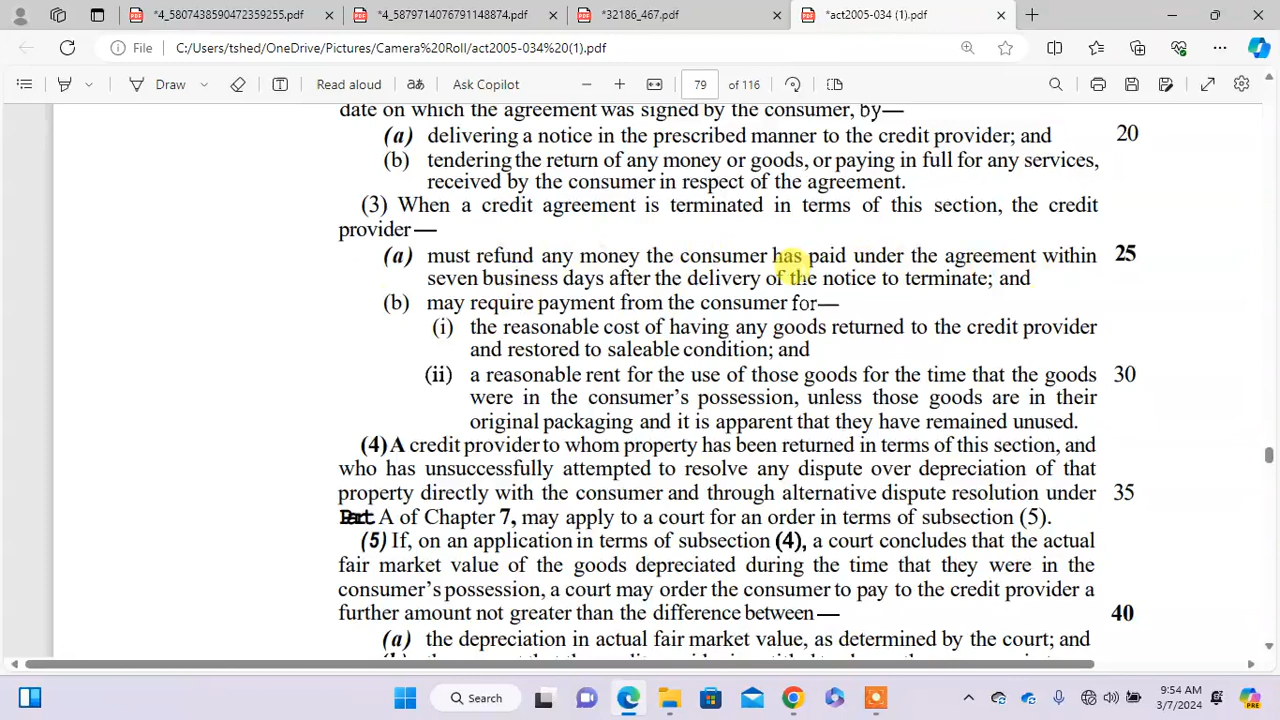 *4_5807438590472359255.pdf
*4_5879714075791148874.pdf
*32186_467.pdf
*act2005-034 (1).pdf
File
C:/Users/tshed/OneDrive/Pictures/Camera%20Roll/act2005-034%20(1).pdf
Draw
Read aloud
Ask Copilot
79 of 116
date on which the agreement was signed by the consumer, by—
(a) delivering a notice in the prescribed manner to the credit provider; and 20
(b) tendering the return of any money or goods, or paying in full for any services,
received by the consumer in respect of the agreement.
(3) When a credit agreement is terminated in terms of this section, the credit
provider—
(a) must refund any money the consumer has paid under the agreement within 25
seven business days after the delivery of the notice to terminate; and
(b) may require payment from the consumer for—
(i) the reasonable cost of having any goods returned to the credit provider
and restored to saleable condition; and
(ii) a reasonable rent for the use of those goods for the time that the goods 30
were in the consumer's possession, unless those goods are in their
original packaging and it is apparent that they have remained unused.
(4) A credit provider to whom property has been returned in terms of this section, and
who has unsuccessfully attempted to resolve any dispute over depreciation of that
property directly with the consumer and through alternative dispute resolution under 35
Part A of Chapter 7, may apply to a court for an order in terms of subsection (5).
(5) If, on an application in terms of subsection (4), a court concludes that the actual
fair market value of the goods depreciated during the time that they were in the
consumer's possession, a court may order the consumer to pay to the credit provider a
further amount not greater than the difference between— 40
(a) the depreciation in actual fair market value, as determined by the court; and
Search
9:54 AM
3/7/2024
PRE